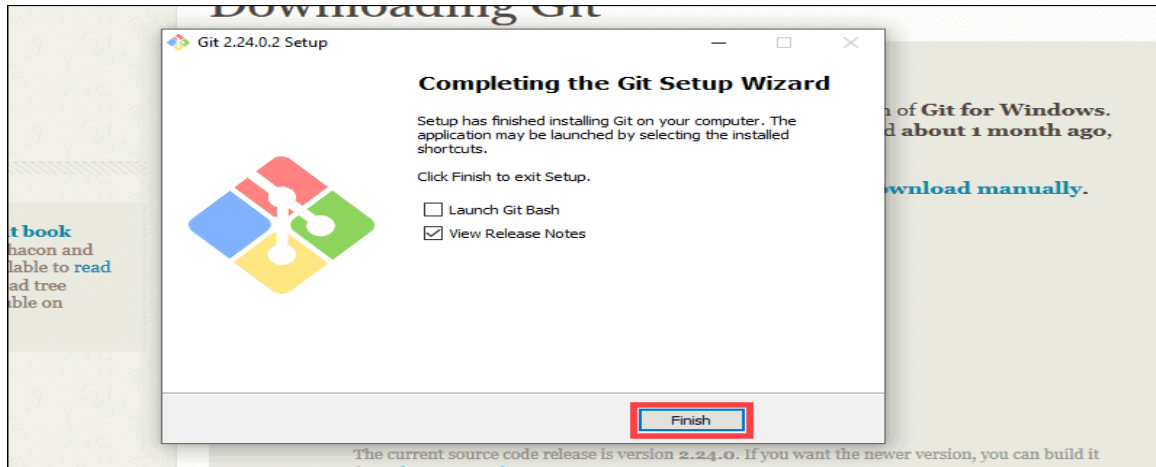 Downloading Git
Git 2.24.0.2 Setup
Completing the Git Setup Wizard
Setup has finished installing Git on your computer. The
application may be launched by selecting the installed
shortcuts.
Click Finish to exit Setup.
Launch Git Bash
View Release Notes
Finish
of Git for Windows.
about 1 month ago,
download manually.
book
hacon and
lable to read
ad tree
able on
The current source code release is version 2.24.0. If you want the newer version, you can build it